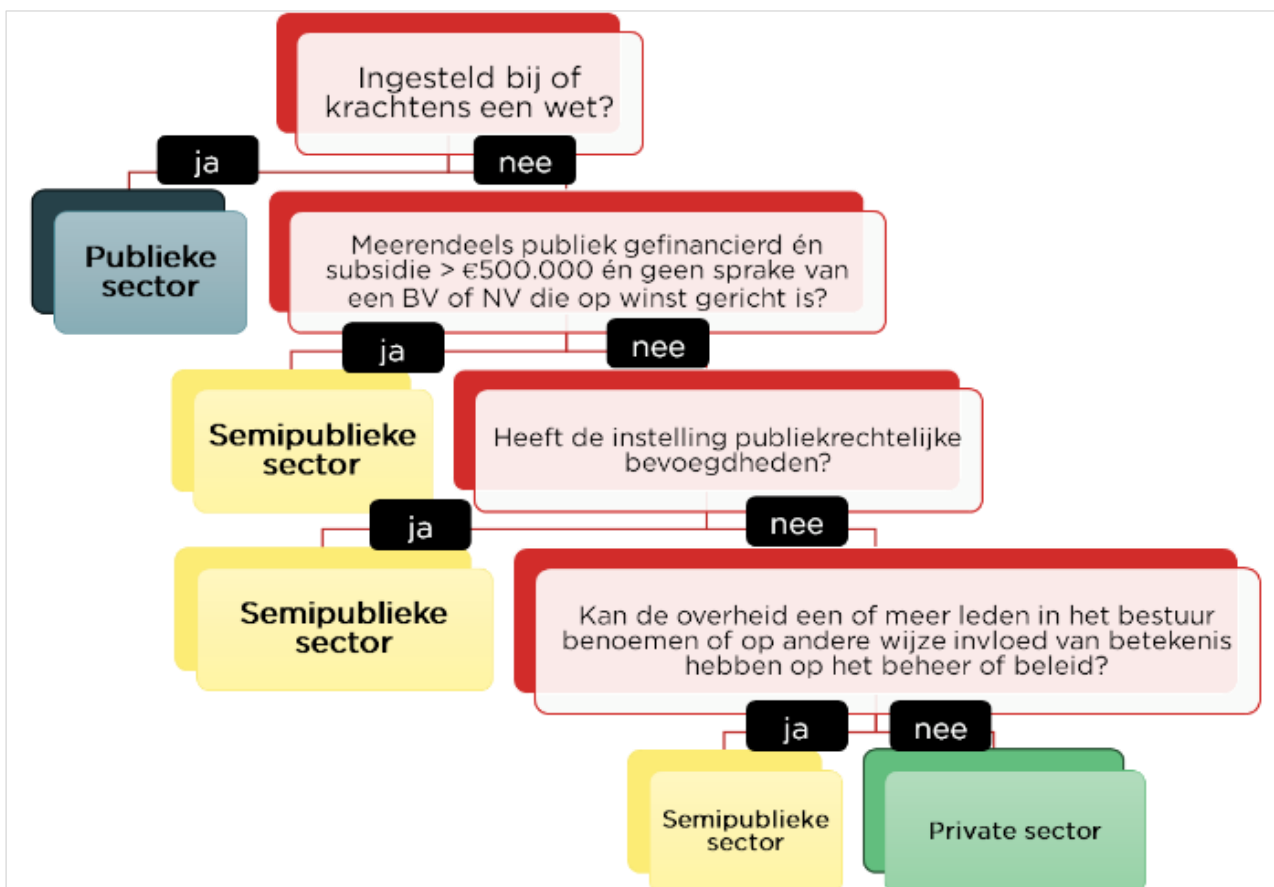 Ingesteld bij of
krachtens een wet?
ja
nee
Publieke
sector
Meerendeels publiek gefinancierd én
subsidie > €500.000 én geen sprake van
een BV of NV die op winst gericht is?
ja
nee
Semipublieke
sector
Heeft de instelling publiekrechtelijke
bevoegdheden?
ja
nee
Semipublieke
sector
Kan de overheid een of meer leden in het bestuur
benoemen of op andere wijze invloed van betekenis
hebben op het beheer of beleid?
ja
nee
Semipublieke
sector
Private sector